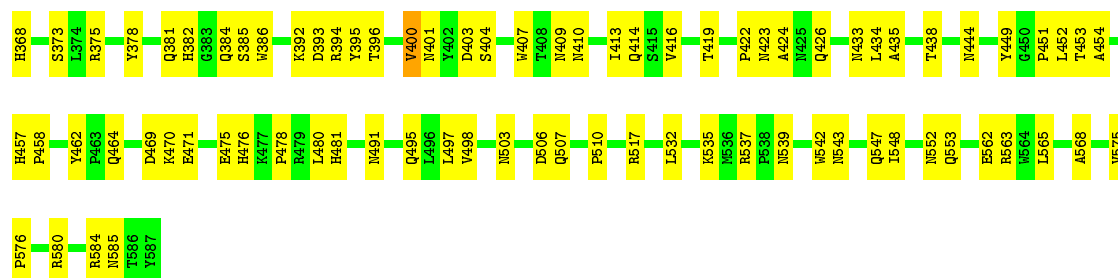 H368 S373 L374 R375 Y378 Q381 H382 G383 Q384 S385 W386 K392 D393 R394 Y395 T396 V400 N401 Y402 D403 S404 W407 T408 N409 N410 I413 Q414 S415 V416 T419 P422 N423 A424 N425 Q426 N433 L434 A435 T438 N444 Y449 G450 P451 L452 T453 A454
H457 P458 Y462 P463 Q464 D469 K470 E471 E475 H476 K477 P478 R479 L480 H481 N491 Q495 L496 L497 V498 N503 D506 Q507 P510 R517 L532 K535 M536 R537 P538 N539 W542 N543 Q547 I548 N552 Q553 E562 R563 W564 L565 A568
P576 R580 R584 N585 T586 Y587